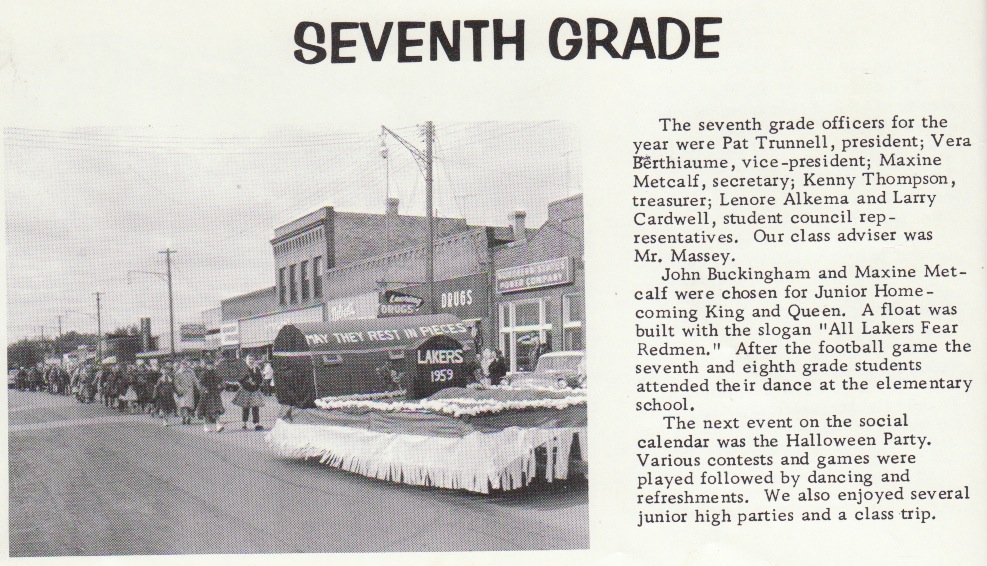 SEVENTH GRADE
MAY THEY REST IN PIECES
LAKERS
1959
DRUGS
DRUGS
POWER COMPANY
The seventh grade officers for the
year were Pat Trunnell, president; Vera
Berthiaume, vice-president; Maxine
Metcalf, secretary; Kenny Thompson,
treasurer; Lenore Alkema and Larry
Cardwell, student council rep-
resentatives. Our class adviser was
Mr. Massey.
John Buckingham and Maxine Met-
calf were chosen for Junior Home-
coming King and Queen. A float was
built with the slogan "All Lakers Fear
Redmen." After the football game the
seventh and eighth grade students
attended their dance at the elementary
school.
The next event on the social
calendar was the Halloween Party.
Various contests and games were
played followed by dancing and
refreshments. We also enjoyed several
junior high parties and a class trip.